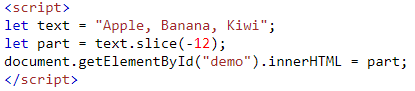 <script>
let text = "Apple, Banana, Kiwi";
let part = text.slice(-12);
document.getElementById("demo").innerHTML = part;
</script>